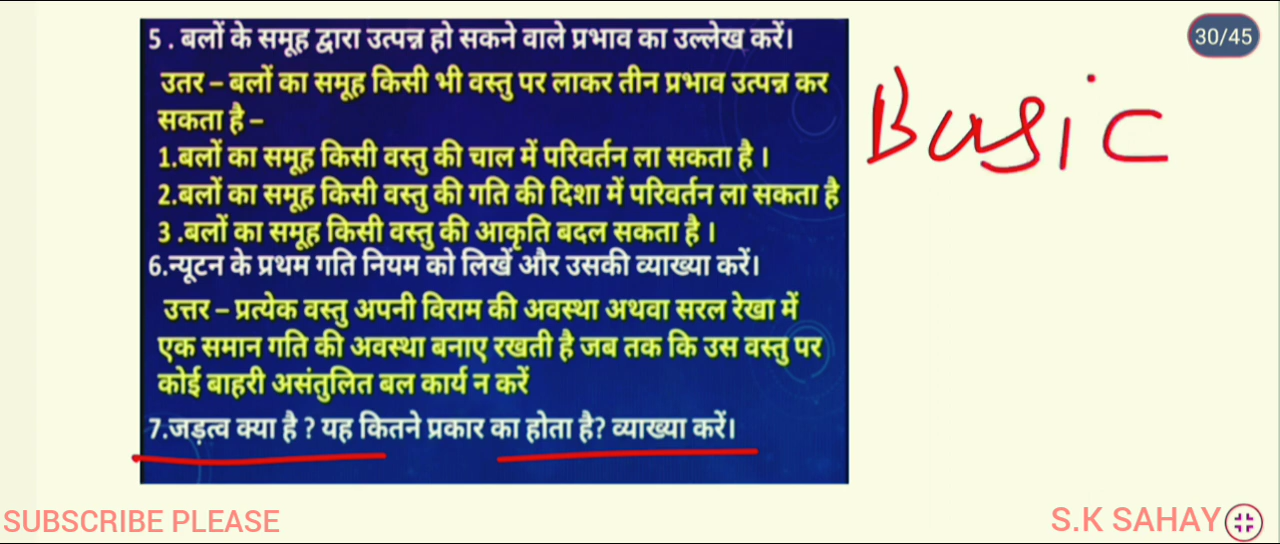 30/45
5 . बलों के समूह द्वारा उत्पन्न हो सकने वाले प्रभाव का उल्लेख करें।
उतर – बलों का समूह किसी भी वस्तु पर लाकर तीन प्रभाव उत्पन्न कर
सकता है –
1.बलों का समूह किसी वस्तु की चाल में परिवर्तन ला सकता है ।
2.बलों का समूह किसी वस्तु की गति की दिशा में परिवर्तन ला सकता है
3 .बलों का समूह किसी वस्तु की आकृति बदल सकता है ।
6.न्यूटन के प्रथम गति नियम को लिखें और उसकी व्याख्या करें।
उत्तर – प्रत्येक वस्तु अपनी विराम की अवस्था अथवा सरल रेखा में
एक समान गति की अवस्था बनाए रखती है जब तक कि उस वस्तु पर
कोई बाहरी असंतुलित बल कार्य न करें
7.जड़त्व क्या है ? यह कितने प्रकार का होता है? व्याख्या करें।
Basic
SUBSCRIBE PLEASE
S.K SAHAY